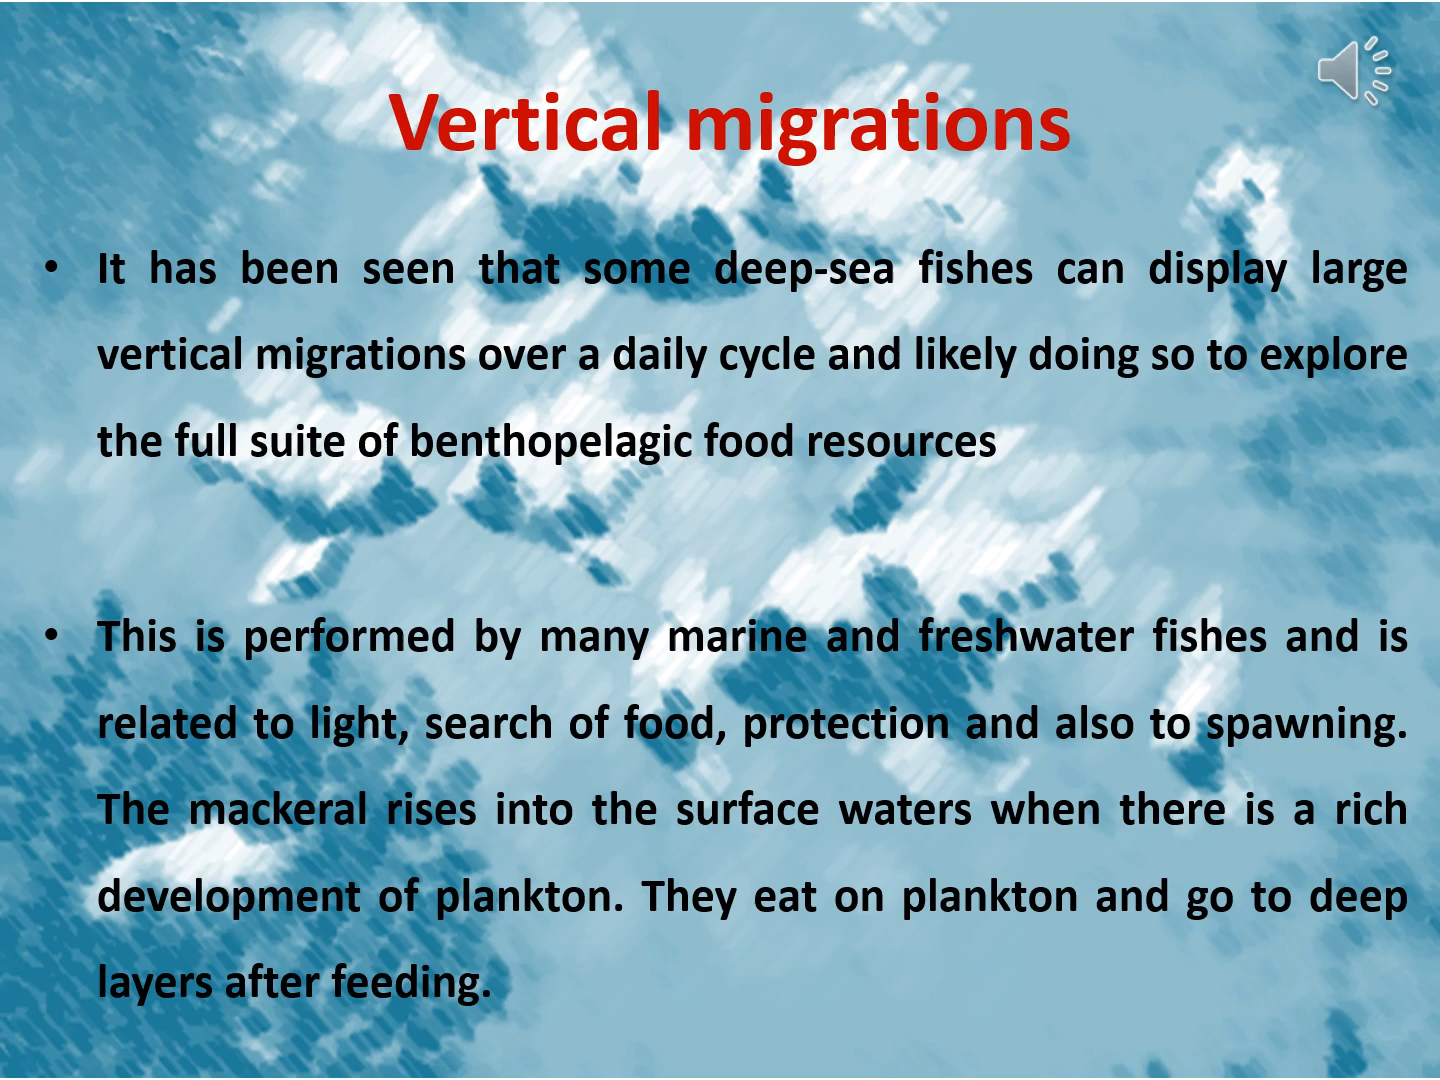 Vertical migrations
• It has been seen that some deep-sea fishes can display large
vertical migrations over a daily cycle and likely doing so to explore
the full suite of benthopelagic food resources
• This is performed by many marine and freshwater fishes and is
related to light, search of food, protection and also to spawning.
The mackeral rises into the surface waters when there is a rich
development of plankton. They eat on plankton and go to deep
layers after feeding.